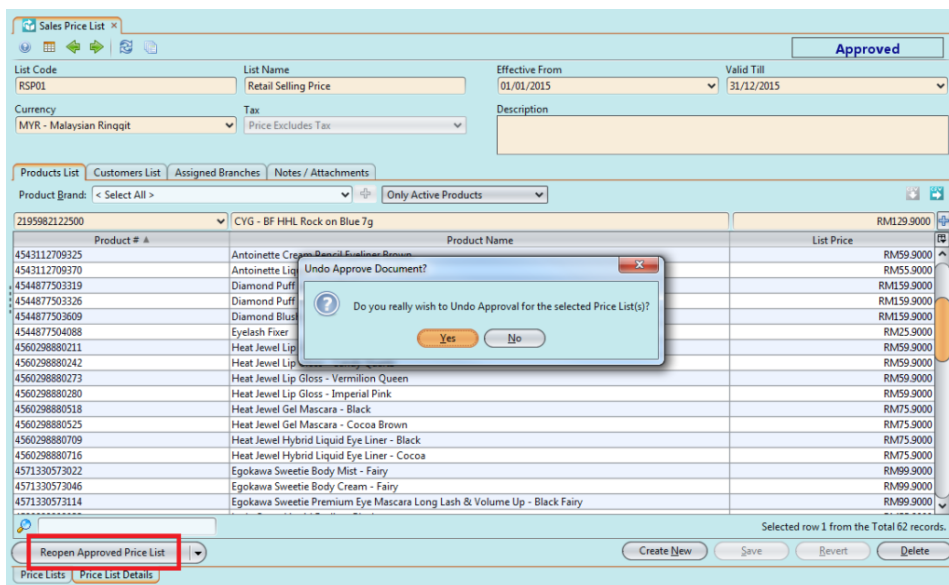 Sales Price List
Approved
List Code List Name Effective From Valid Till
RSP01 Retail Selling Price 01/01/2015 31/12/2015
Currency Tax Description
MYR - Malaysian Ringgit Price Excludes Tax
Products List Customers List Assigned Branches Notes / Attachments
Product Brand: < Select All > Only Active Products
2195982122500 CYG - BF HHL Rock on Blue 7g RM129.9000
Product # Product Name List Price
4543112709325 Antoinette Cream Pencil Eyeliner Brown RM59.9000
4543112709370 Antoinette RM55.9000
4544877503319 Diamond Puff RM159.9000
4544877503326 Diamond Puff RM159.9000
4544877503609 Diamond RM159.9000
4544877504088 Eyelash Fixer RM25.9000
4560298880211 Heat Jewel Lip RM59.9000
4560298880242 Heat Jewel Lip RM59.9000
4560298880273 Heat Jewel Lip Gloss - Vermilion Queen RM59.9000
4560298880280 Heat Jewel Lip Gloss - Imperial Pink RM59.9000
4560298880518 Heat Jewel Gel Mascara - Black RM75.9000
4560298880525 Heat Jewel Gel Mascara - Cocoa Brown RM75.9000
4560298880709 Heat Jewel Hybrid Liquid Eye Liner - Black RM75.9000
4560298880716 Heat Jewel Hybrid Liquid Eye Liner - Cocoa RM75.9000
4571330573022 Egokawa Sweetie Body Mist - Fairy RM99.9000
4571330573046 Egokawa Sweetie Body Cream - Fairy RM99.9000
4571330573114 Egokawa Sweetie Premium Eye Mascara Long Lash & Volume Up - Black Fairy RM99.9000
Undo Approve Document?
Do you really wish to Undo Approval for the selected Price List(s)?
Yes No
Selected row 1 from the Total 62 records.
Reopen Approved Price List Create New Save Revert Delete
Price Lists Price List Details